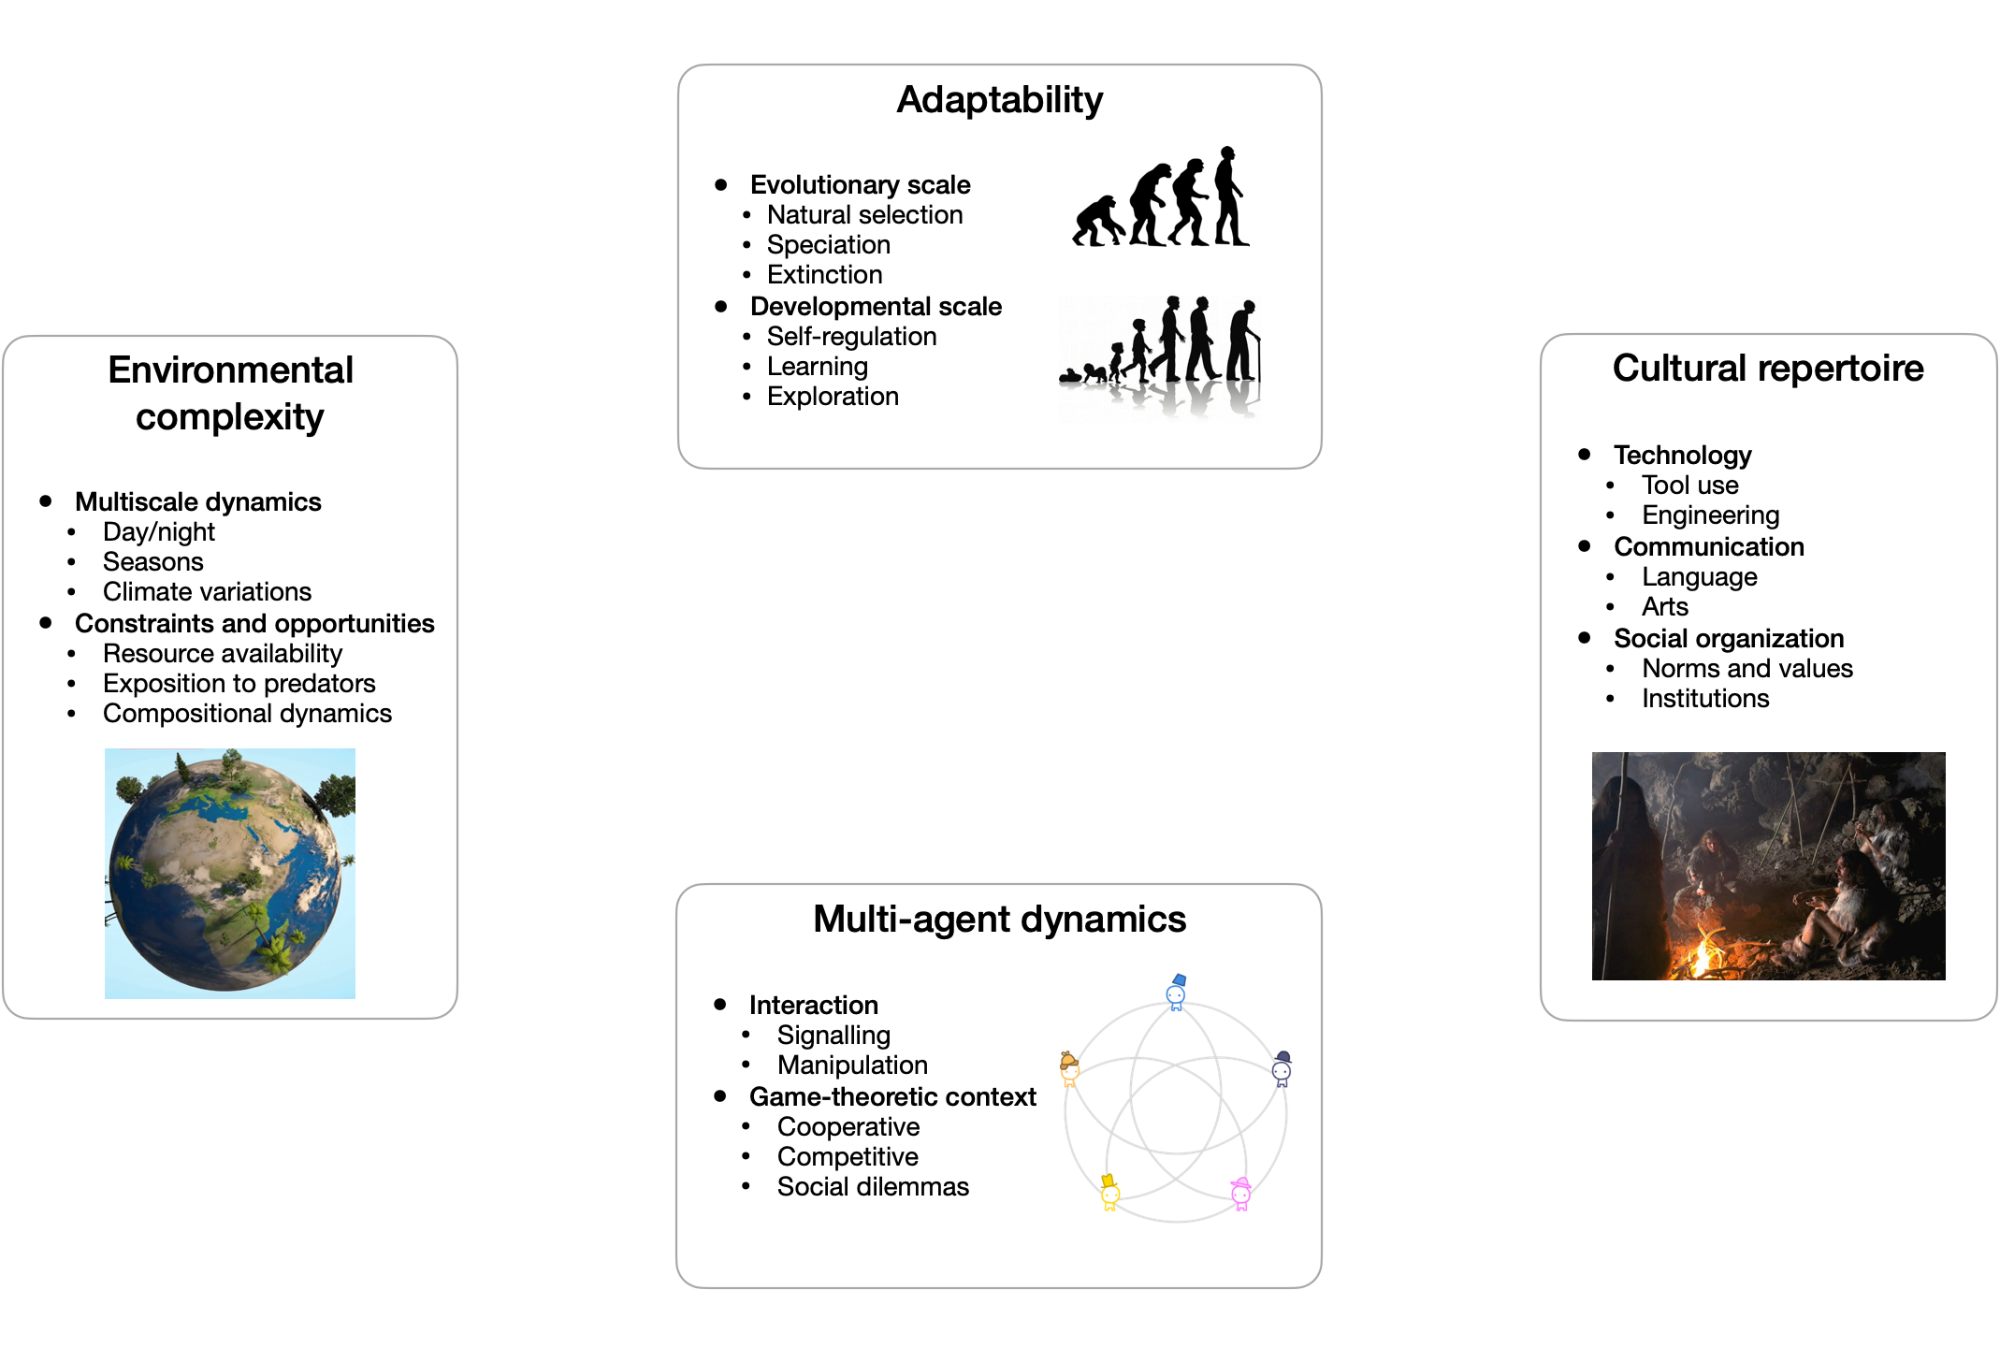 Adaptability
• Evolutionary scale
• Natural selection
• Speciation
• Extinction
• Developmental scale
• Self-regulation
• Learning
• Exploration
Environmental
complexity
• Multiscale dynamics
• Day/night
• Seasons
• Climate variations
• Constraints and opportunities
• Resource availability
• Exposition to predators
• Compositional dynamics
Cultural repertoire
• Technology
• Tool use
• Engineering
• Communication
• Language
• Arts
• Social organization
• Norms and values
• Institutions
Multi-agent dynamics
• Interaction
• Signalling
• Manipulation
• Game-theoretic context
• Cooperative
• Competitive
• Social dilemmas